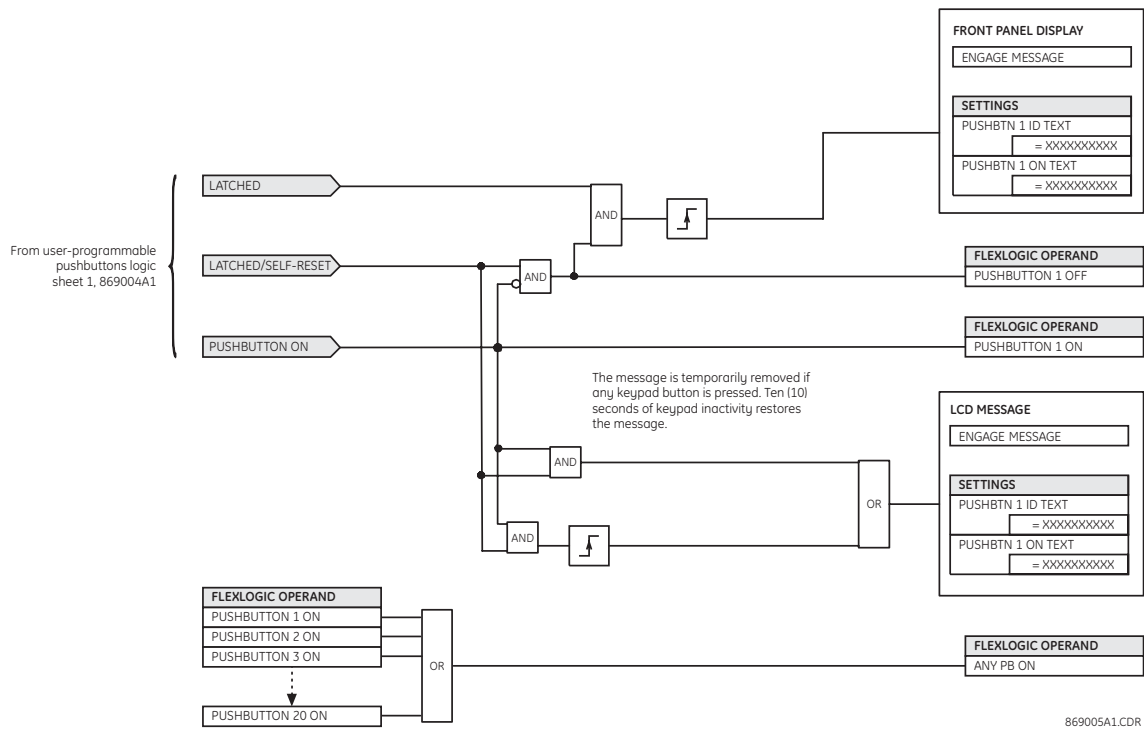 FRONT PANEL DISPLAY
ENGAGE MESSAGE
SETTINGS
PUSHBTN 1 ID TEXT
= XXXXXXXXXX
PUSHBTN 1 ON TEXT
= XXXXXXXXXX
LATCHED
AND
From user-programmable
pushbuttons logic
sheet 1, 869004A1
LATCHED/SELF-RESET
AND
FLEXLOGIC OPERAND
PUSHBUTTON 1 OFF
PUSHBUTTON ON
FLEXLOGIC OPERAND
PUSHBUTTON 1 ON
The message is temporarily removed if
any keypad button is pressed. Ten (10)
seconds of keypad inactivity restores
the message.
LCD MESSAGE
ENGAGE MESSAGE
AND
SETTINGS
PUSHBTN 1 ID TEXT
= XXXXXXXXXX
PUSHBTN 1 ON TEXT
= XXXXXXXXXX
OR
AND
FLEXLOGIC OPERAND
PUSHBUTTON 1 ON
PUSHBUTTON 2 ON
PUSHBUTTON 3 ON
PUSHBUTTON 20 ON
OR
FLEXLOGIC OPERAND
ANY PB ON
869005A1.CDR